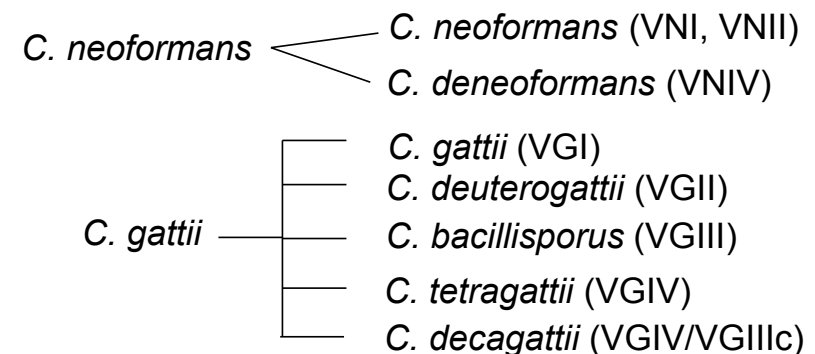 C. neoformans
C. neoformans (VNI, VNII)
C. deneoformans (VNIV)
C. gattii
C. gattii (VGI)
C. deuterogattii (VGII)
C. bacillisporus (VGIII)
C. tetragattii (VGIV)
C. decagattii (VGIV/VGIIIc)